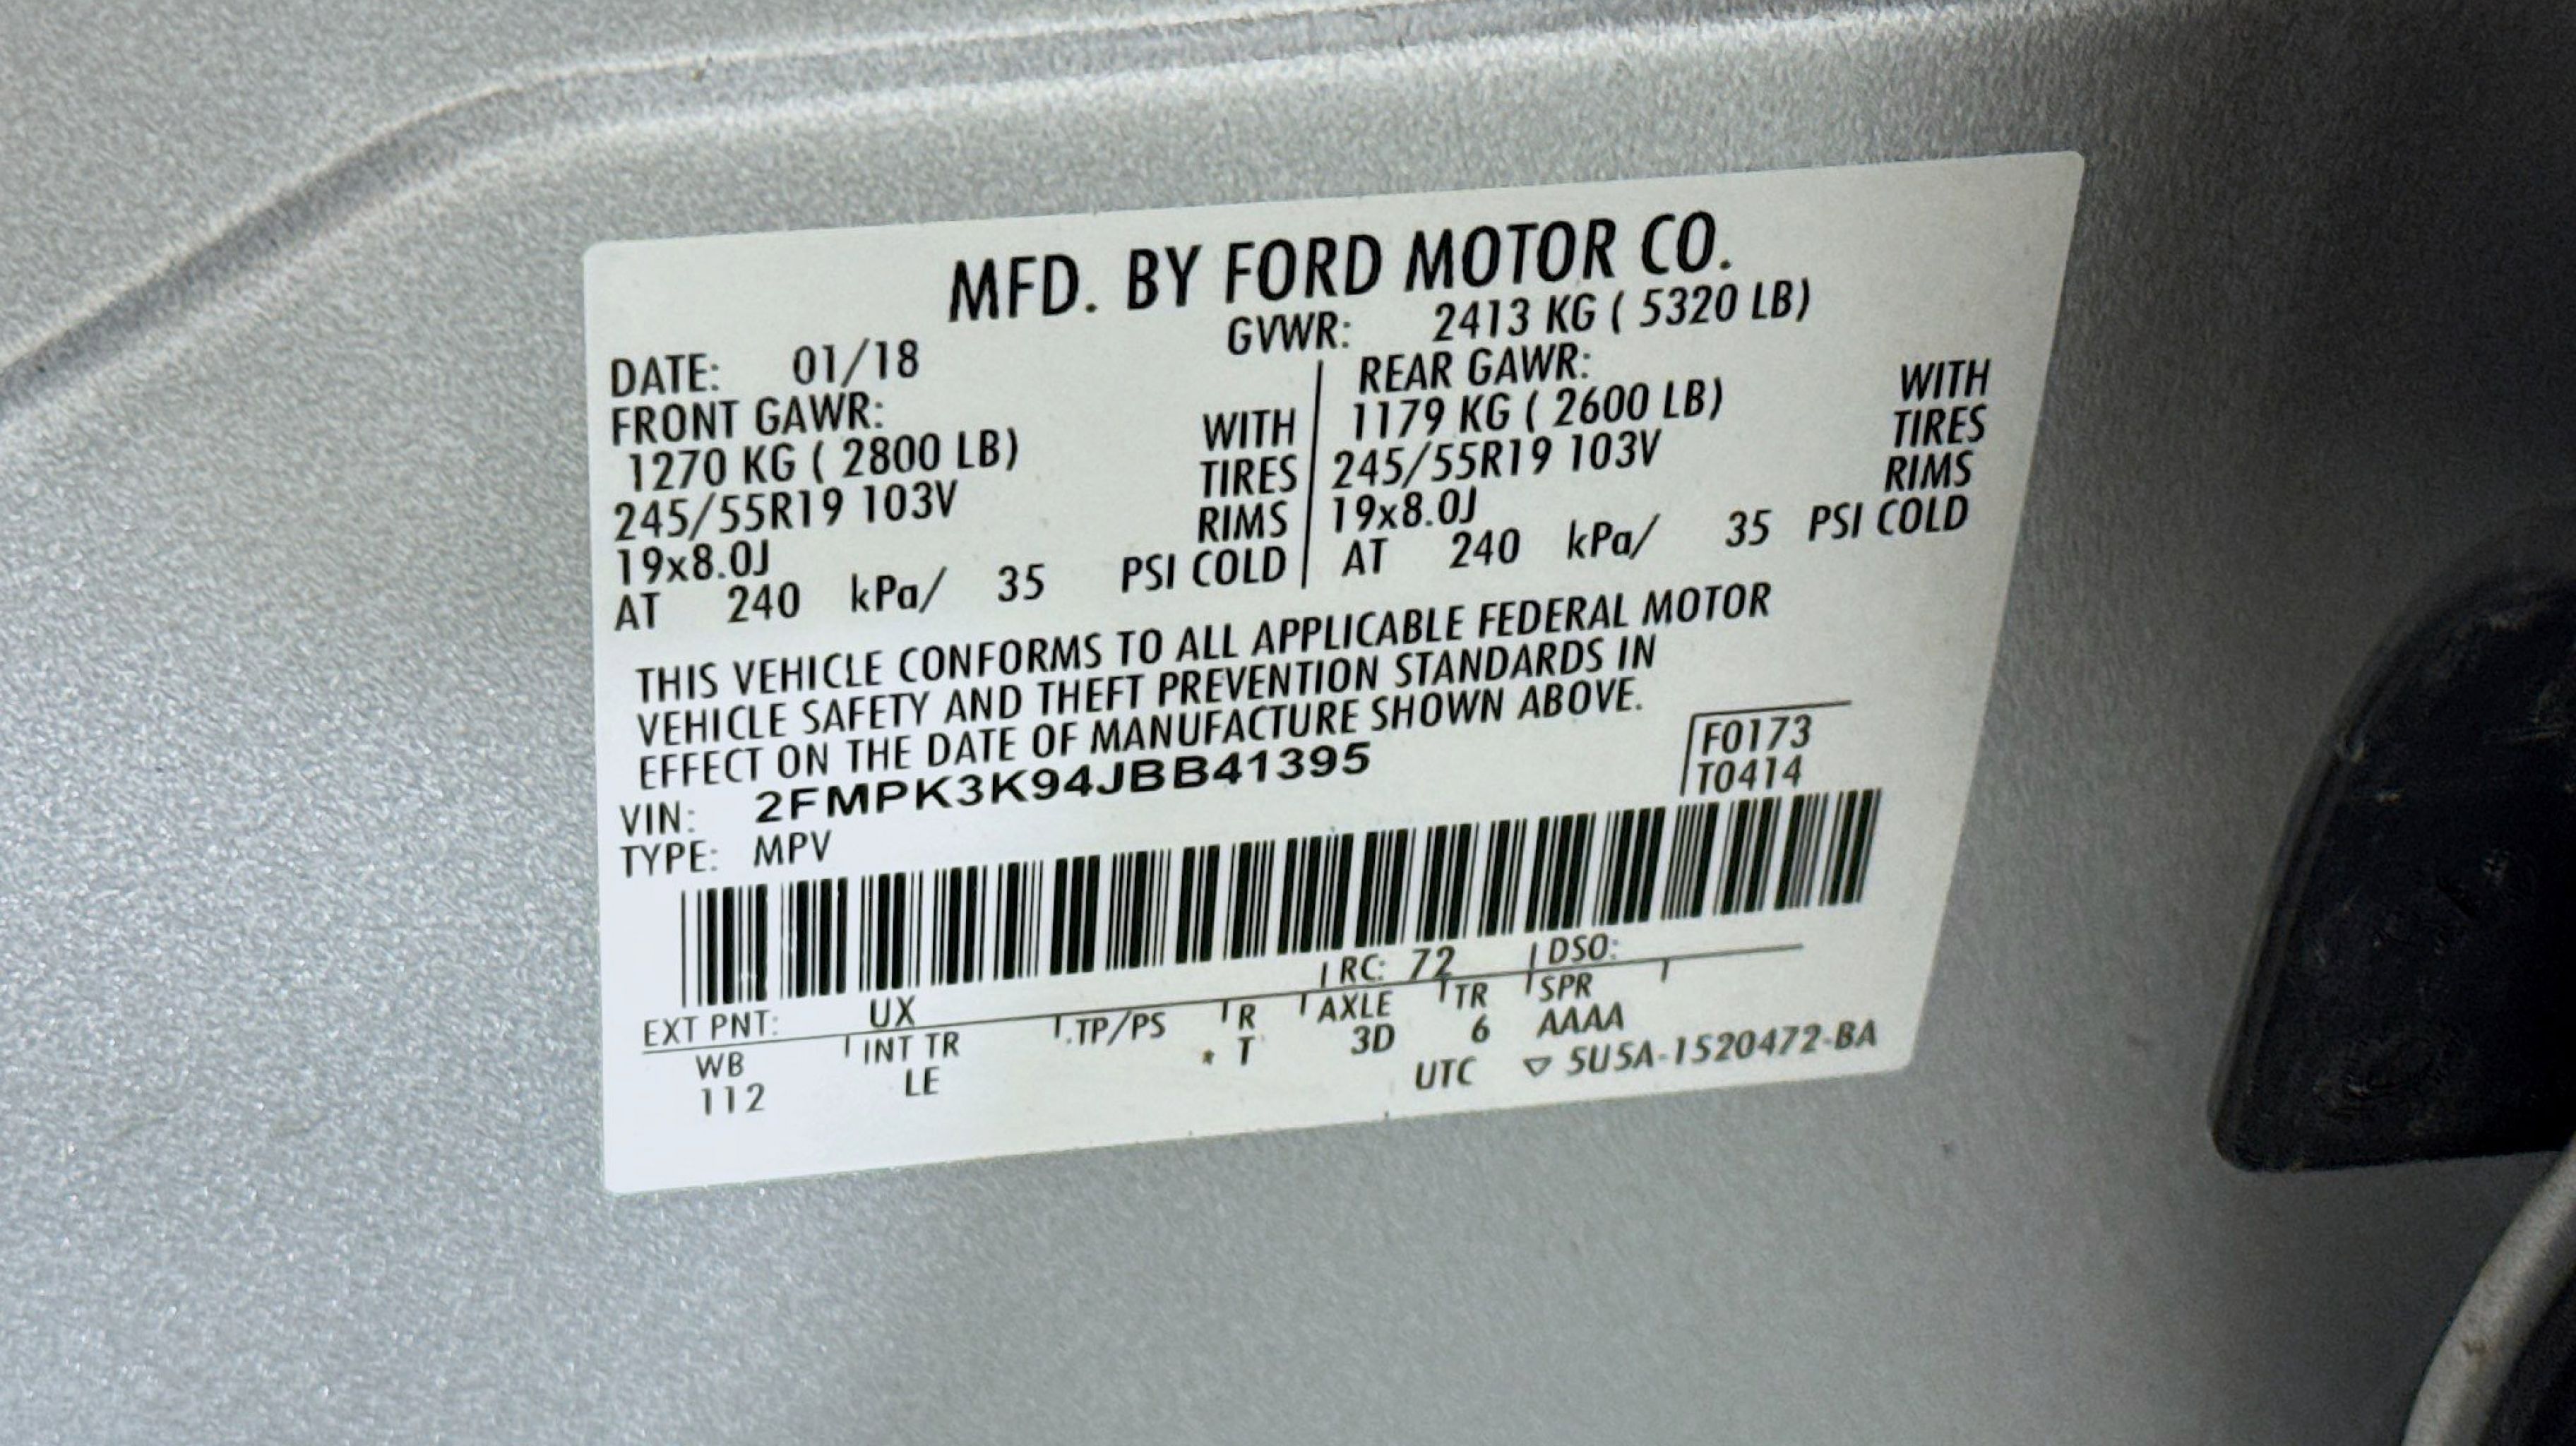 MFD. BY FORD MOTOR CO.
DATE: 01/18 GVWR: 2413 KG ( 5320 LB)
FRONT GAWR: REAR GAWR:
1270 KG ( 2800 LB) WITH 1179 KG ( 2600 LB) WITH
245/55R19 103V TIRES 245/55R19 103V TIRES
19x8.0J RIMS 19x8.0J RIMS
AT 240 kPa/ 35 PSI COLD AT 240 kPa/ 35 PSI COLD
THIS VEHICLE CONFORMS TO ALL APPLICABLE FEDERAL MOTOR
VEHICLE SAFETY AND THEFT PREVENTION STANDARDS IN
EFFECT ON THE DATE OF MANUFACTURE SHOWN ABOVE.
VIN: 2FMPK3K94JBB41395 F0173
TYPE: MPV T0414
EXT PNT: UX RC: 72 DSO:
WB INT TR TP/PS R AXLE TR SPR
112 LE T 3D 6 AAAA
UTC ▽ 5U5A-1520472-BA